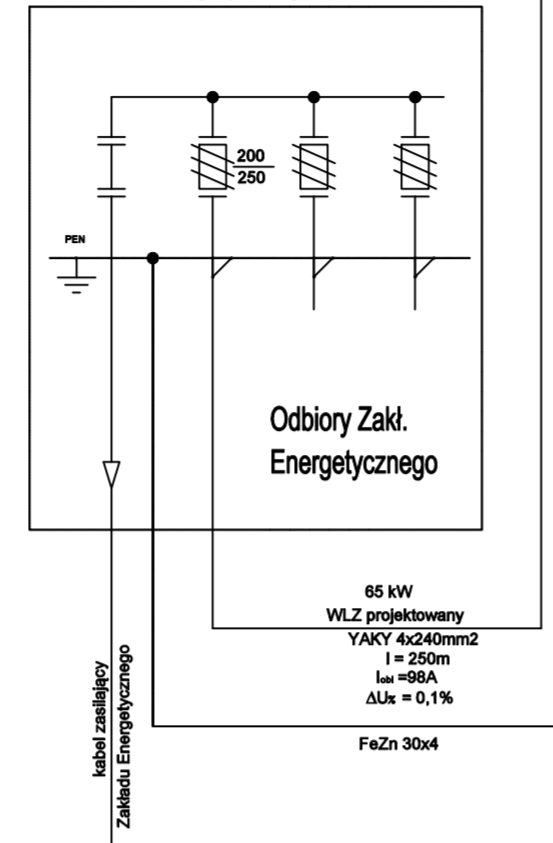 200
250
PEN
Odbiory Zakł.
Energetycznego
65 kW
WLZ projektowany
YAKY 4x240mm2
l = 250m
Iobl =98A
ΔU% = 0,1%
FeZn 30x4
kabel zasilający
Zakładu Energetycznego